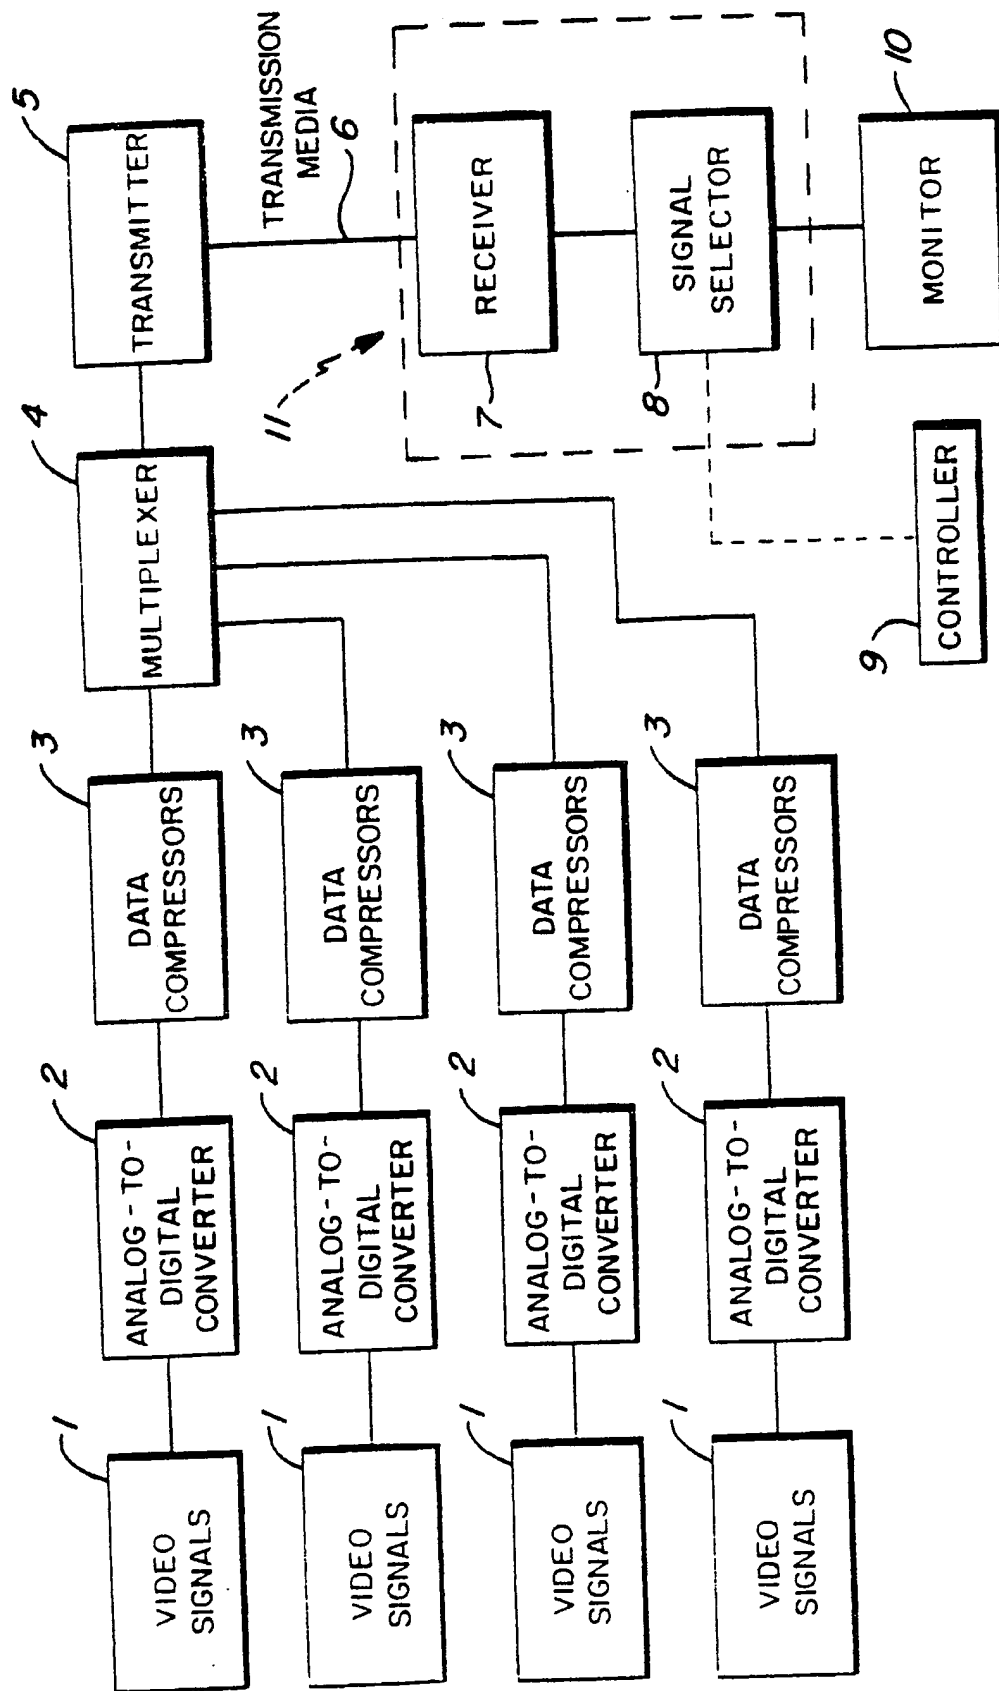 1
VIDEO
SIGNALS
2
ANALOG-TO-
DIGITAL
CONVERTER
3
DATA
COMPRESSORS
4
MULTIPLEXER
5
TRANSMITTER
1
VIDEO
SIGNALS
2
ANALOG-TO-
DIGITAL
CONVERTER
3
DATA
COMPRESSORS
1
VIDEO
SIGNALS
2
ANALOG-TO-
DIGITAL
CONVERTER
3
DATA
COMPRESSORS
1
VIDEO
SIGNALS
2
ANALOG-TO-
DIGITAL
CONVERTER
3
DATA
COMPRESSORS
TRANSMISSION
MEDIA
6
11
7
RECEIVER
8
SIGNAL
SELECTOR
9
CONTROLLER
10
MONITOR